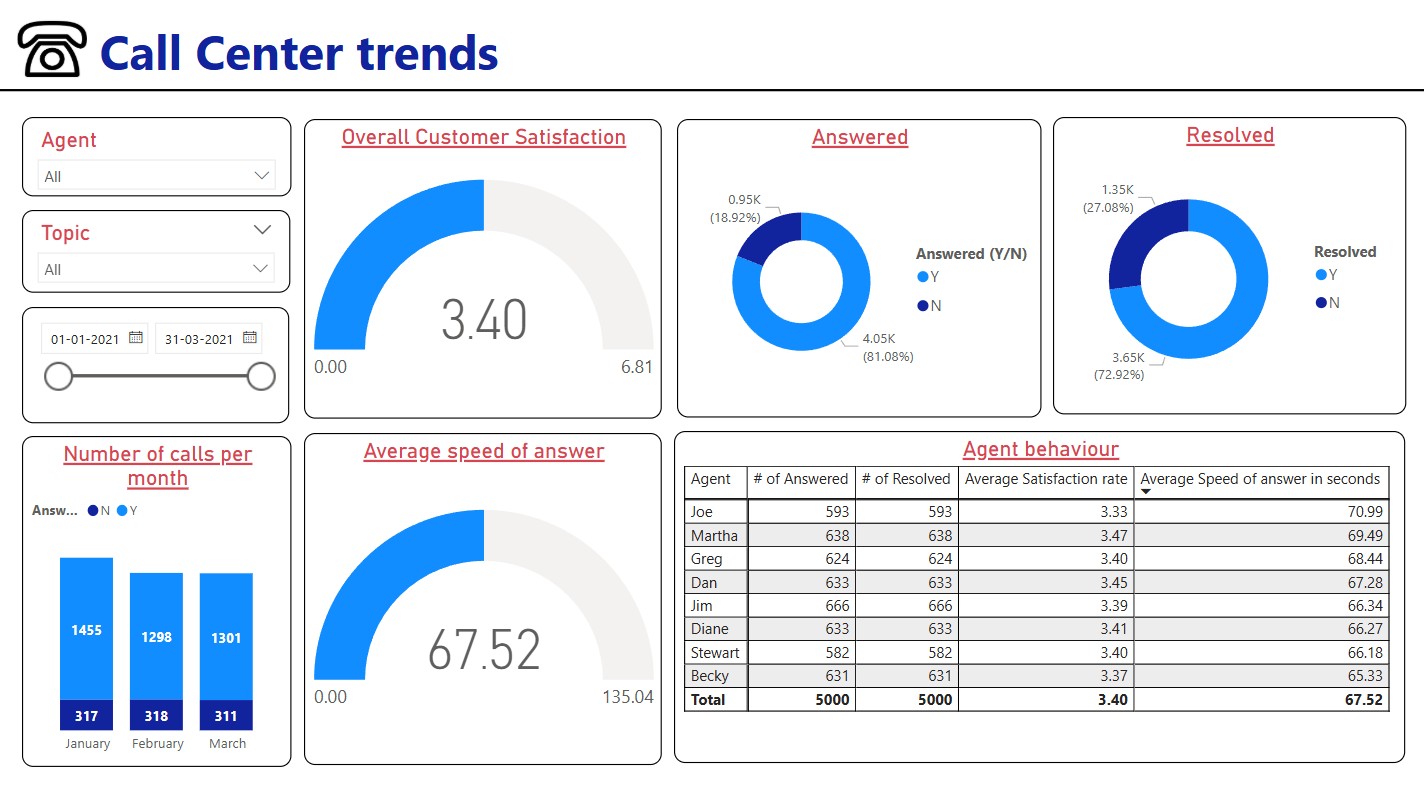 Call Center trends
Agent
All
Topic
All
01-01-2021 31-03-2021
Overall Customer Satisfaction
3.40
0.00 6.81
Answered
0.95K
(18.92%)
Answered (Y/N)
Y
N
4.05K
(81.08%)
Resolved
1.35K
(27.08%)
Resolved
Y
N
3.65K
(72.92%)
Number of calls per
month
Answ... N Y
1455 1298 1301
317 318 311
January February March
Average speed of answer
67.52
0.00 135.04
Agent behaviour
Agent # of Answered # of Resolved Average Satisfaction rate Average Speed of answer in seconds
Joe 593 593 3.33 70.99
Martha 638 638 3.47 69.49
Greg 624 624 3.40 68.44
Dan 633 633 3.45 67.28
Jim 666 666 3.39 66.34
Diane 633 633 3.41 66.27
Stewart 582 582 3.40 66.18
Becky 631 631 3.37 65.33
Total 5000 5000 3.40 67.52